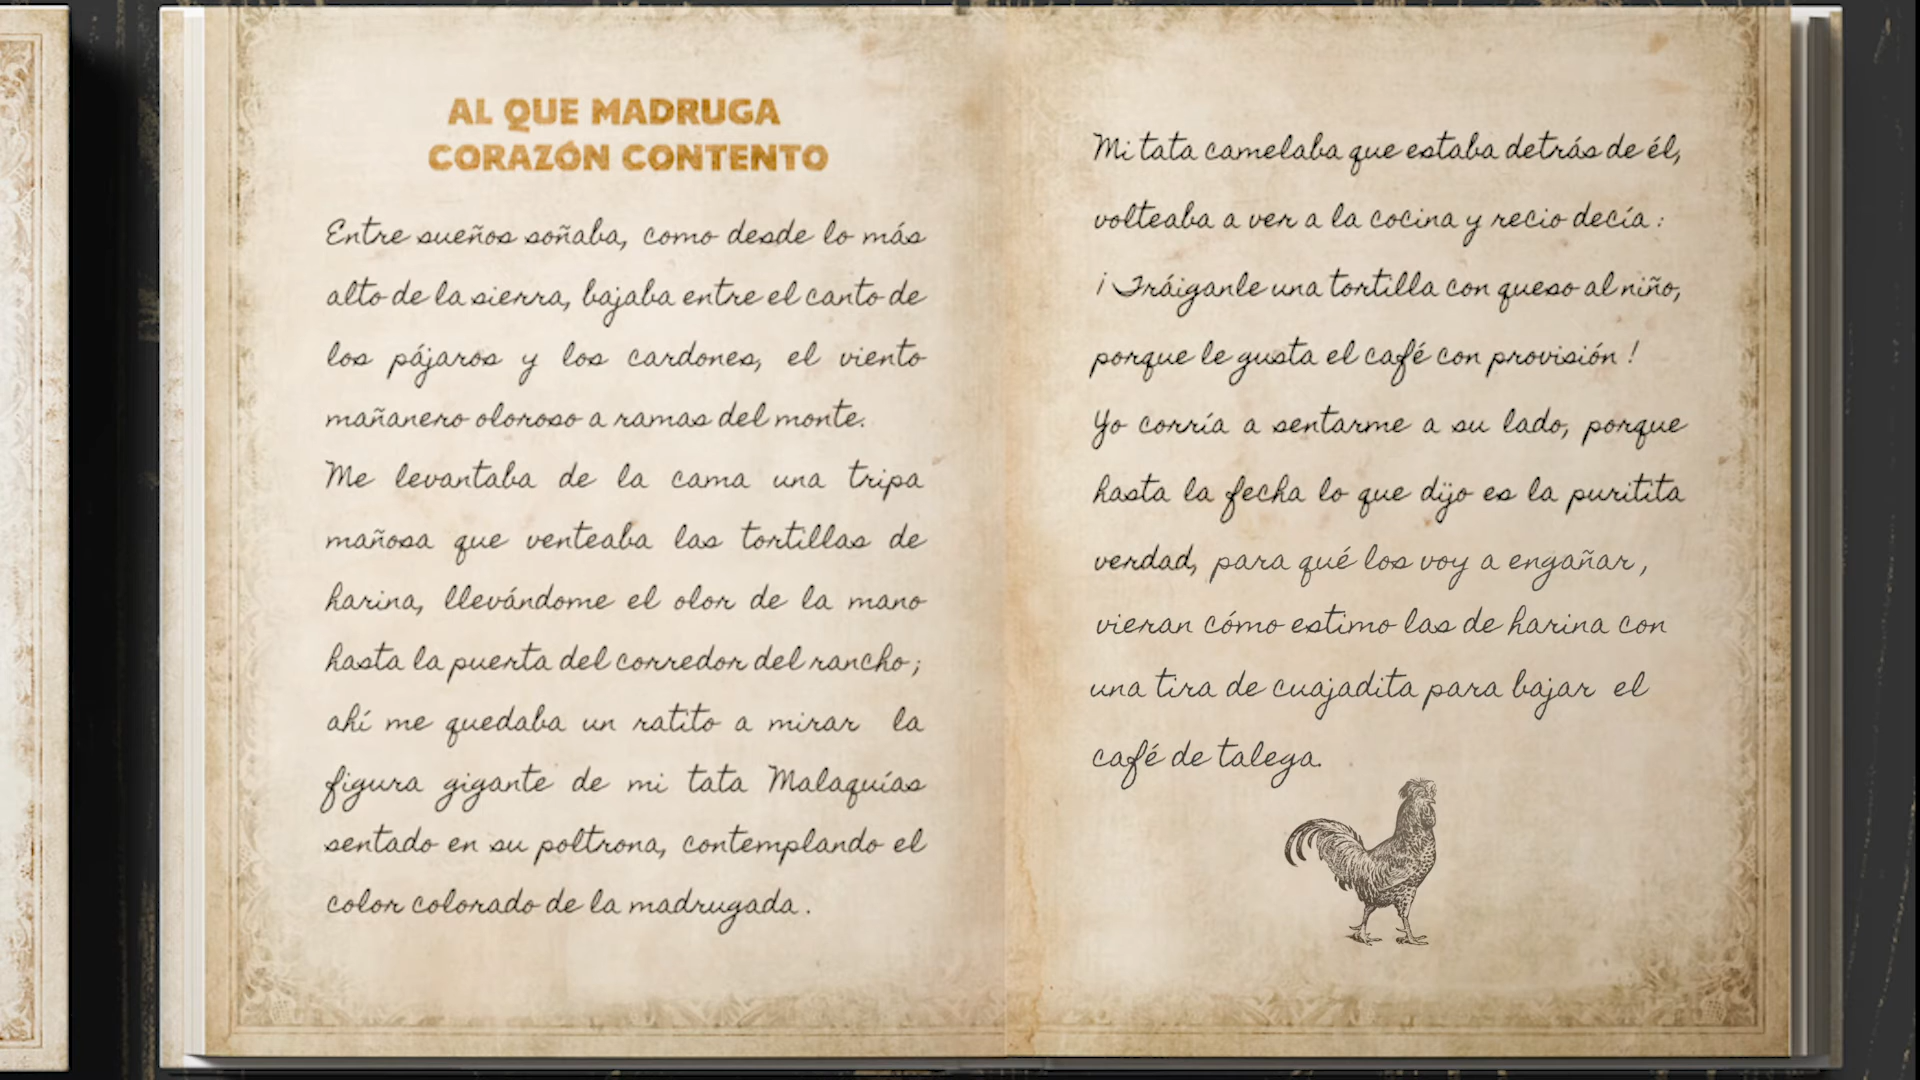 AL QUE MADRUGA
CORAZÓN CONTENTO
Entre sueños soñaba, como desde lo más
alto de la sierra, bajaba entre el canto de
los pájaros y los cardones, el viento
mañanero oloroso a ramas del monte.
Me levantaba de la cama una tripa
mañosa que venteaba las tortillas de
harina, llevándome el olor de la mano
hasta la puerta del corredor del rancho;
ahí me quedaba un ratito a mirar la
figura gigante de mi tata Malaquías
sentado en su poltrona, contemplando el
color colorado de la madrugada.
Mi tata camelaba que estaba detrás de él,
volteaba a ver a la cocina y recio decía:
¡Tráiganle una tortilla con queso al niño,
porque le gusta el café con provisión!
Yo corría a sentarme a su lado, porque
hasta la fecha lo que dijo es la puritita
verdad, para qué los voy a engañar,
vieran cómo estimo las de harina con
una tira de cuajadita para bajar el
café de talega.